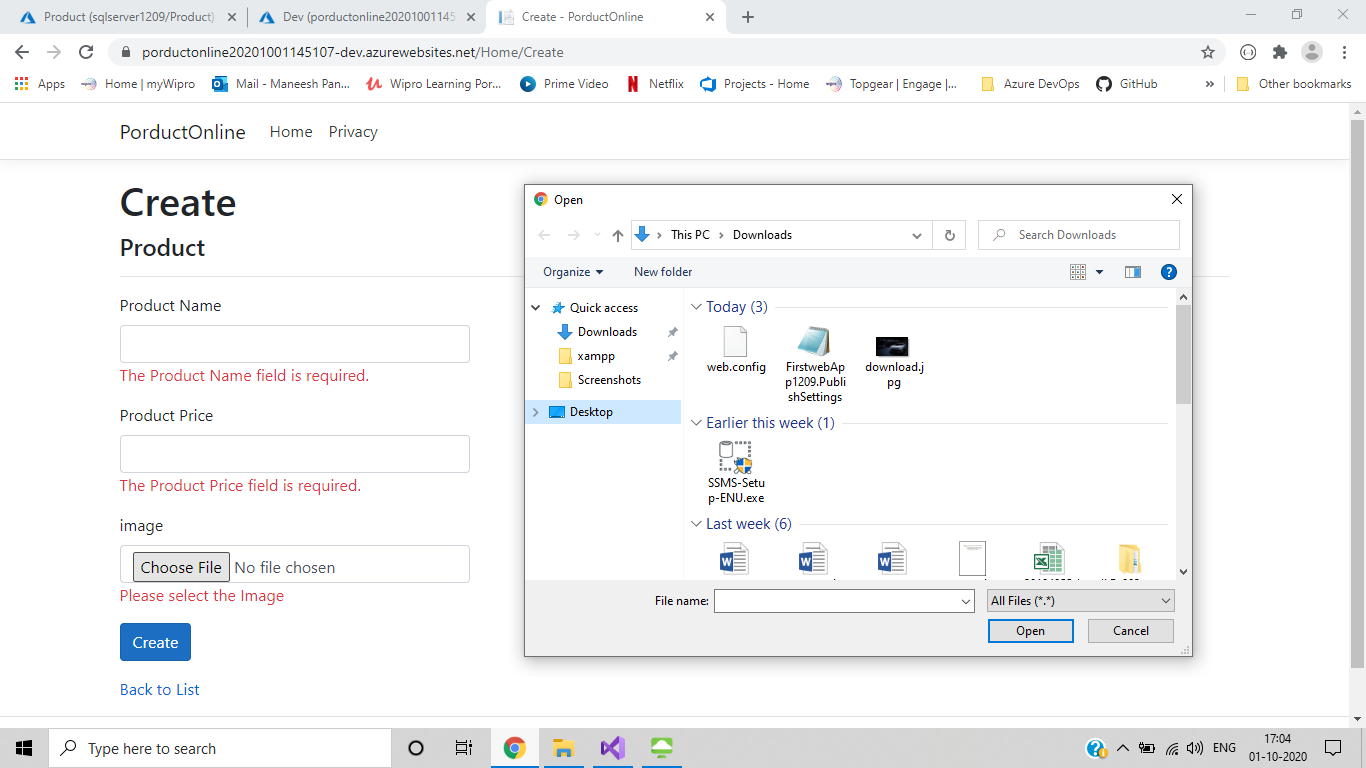 Product (sqlserver1209/Product)
Dev (porductonline20201001145
Create - PorductOnline
porductonline20201001145107-dev.azurewebsites.net/Home/Create
Apps
Home | myWipro
Mail - Maneesh Pan...
Wipro Learning Por...
Prime Video
Netflix
Projects - Home
Topgear | Engage |...
Azure DevOps
GitHub
»
Other bookmarks
PorductOnline
Home
Privacy
Create
Product
Product Name
The Product Name field is required.
Product Price
The Product Price field is required.
image
Choose File No file chosen
Please select the Image
Create
Back to List
Open
This PC
Downloads
Search Downloads
Organize
New folder
Quick access
Downloads
xampp
Screenshots
Desktop
Today (3)
web.config
FirstwebAp
p1209.Publi
shSettings
download.j
pg
Earlier this week (1)
SSMS-Setu
p-ENU.exe
Last week (6)
File name:
All Files (*.*)
Open
Cancel
Type here to search
ENG
17:04
01-10-2020